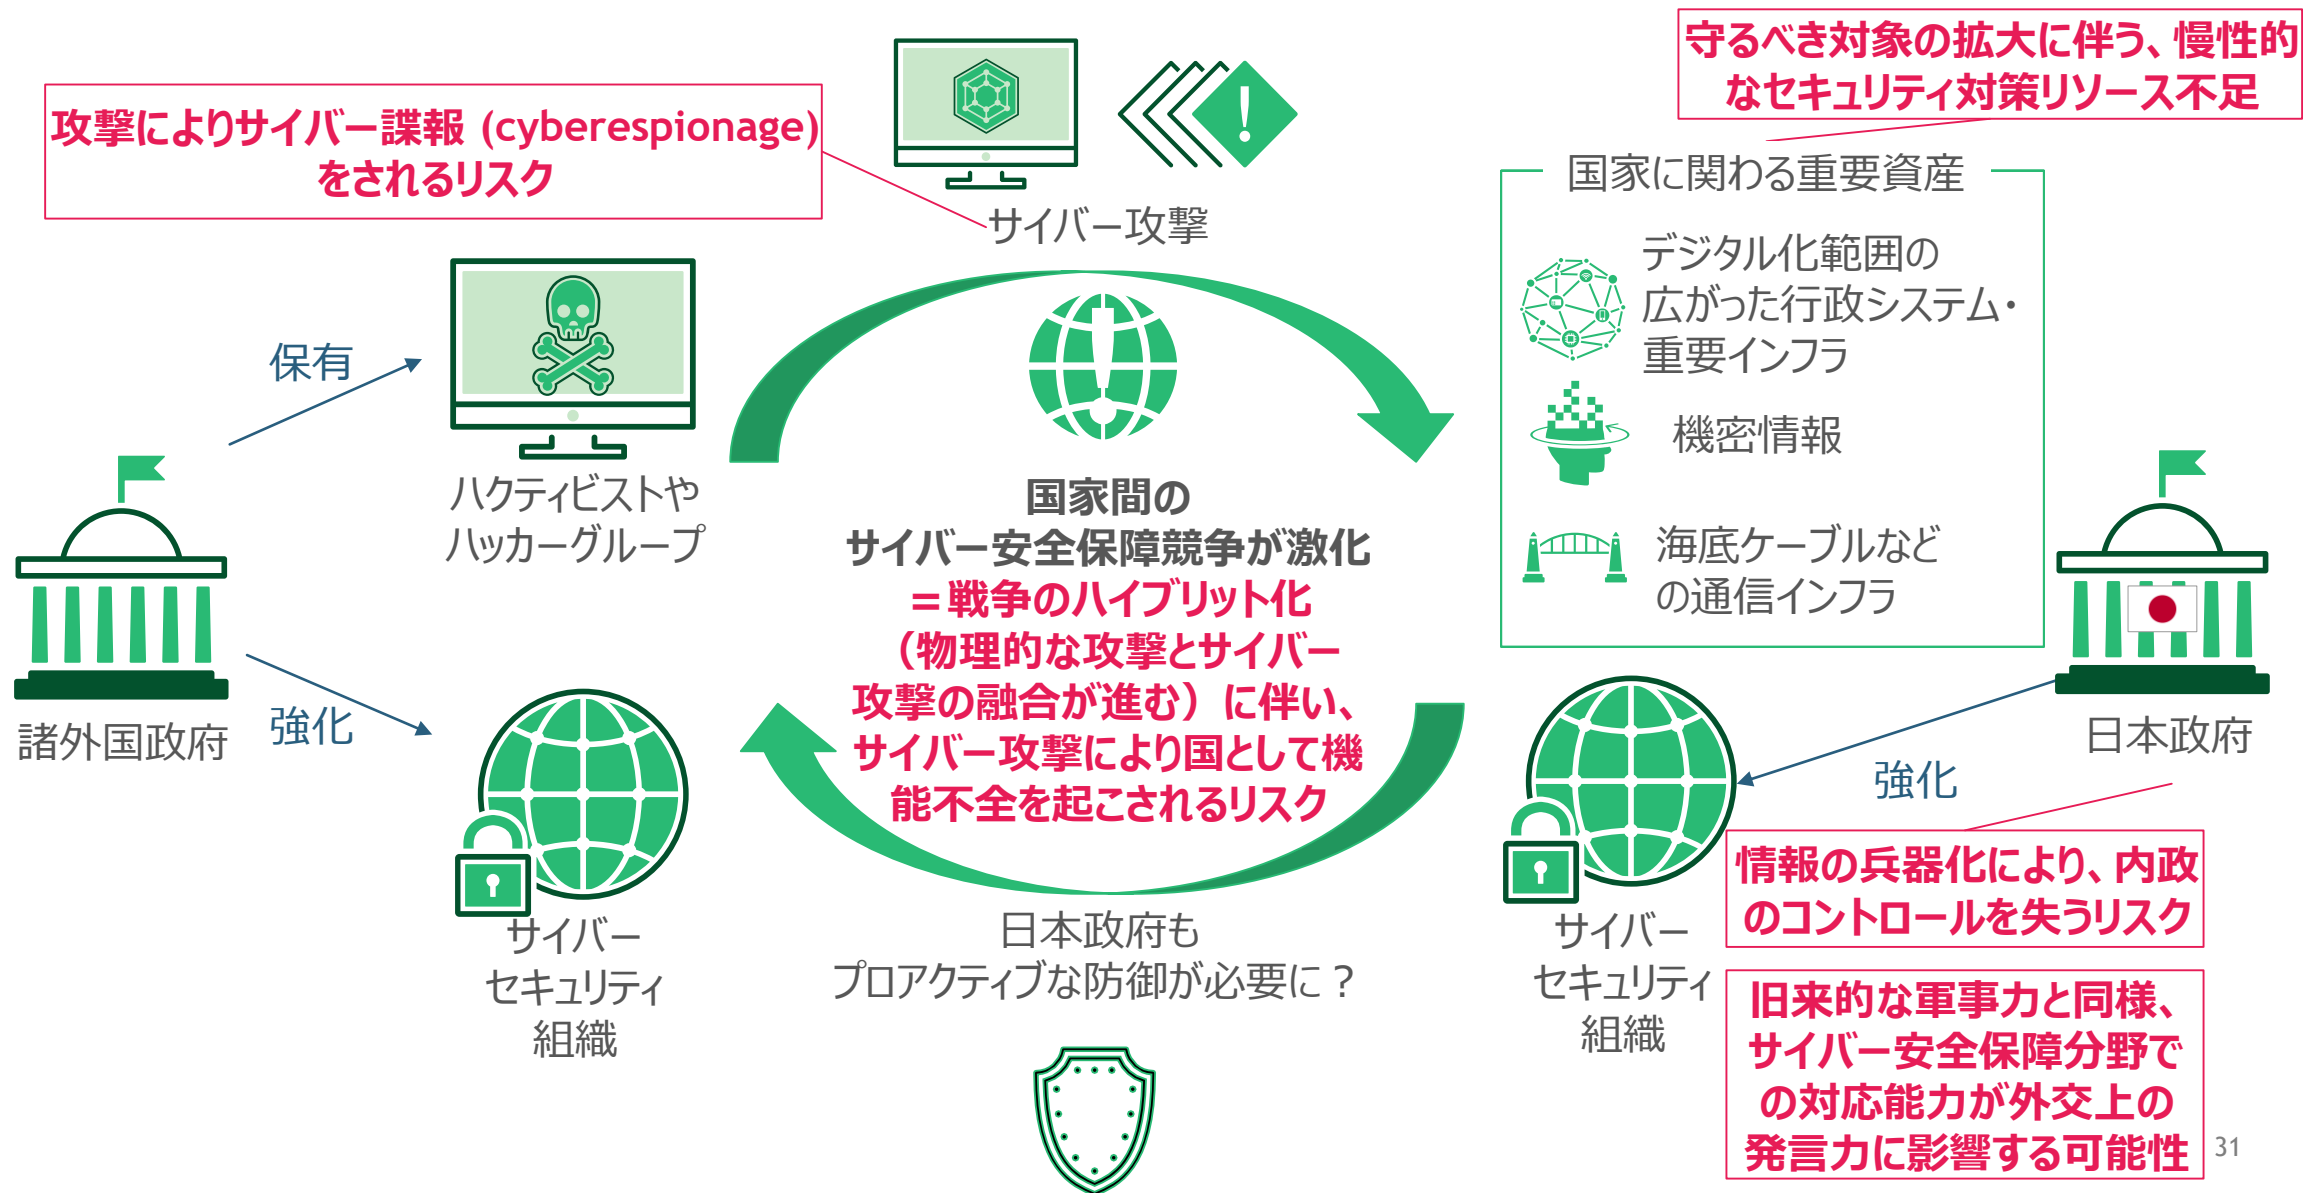 守るべき対象の拡大に伴う、慢性的
なセキュリティ対策リソース不足
攻撃によりサイバー諜報 (cyberespionage)
をされるリスク
サイバー攻撃
国家に関わる重要資産
デジタル化範囲の
広がった行政システム・
重要インフラ
機密情報
海底ケーブルなど
の通信インフラ
保有
ハクティビストや
ハッカーグループ
諸外国政府
強化
サイバー
セキュリティ
組織
国家間の
サイバー安全保障競争が激化
＝戦争のハイブリット化
（物理的な攻撃とサイバー
攻撃の融合が進む）に伴い、
サイバー攻撃により国として機
能不全を起こされるリスク
日本政府も
プロアクティブな防御が必要に？
日本政府
強化
サイバー
セキュリティ
組織
情報の兵器化により、内政
のコントロールを失うリスク
旧来的な軍事力と同様、
サイバー安全保障分野で
の対応能力が外交上の
発言力に影響する可能性
31